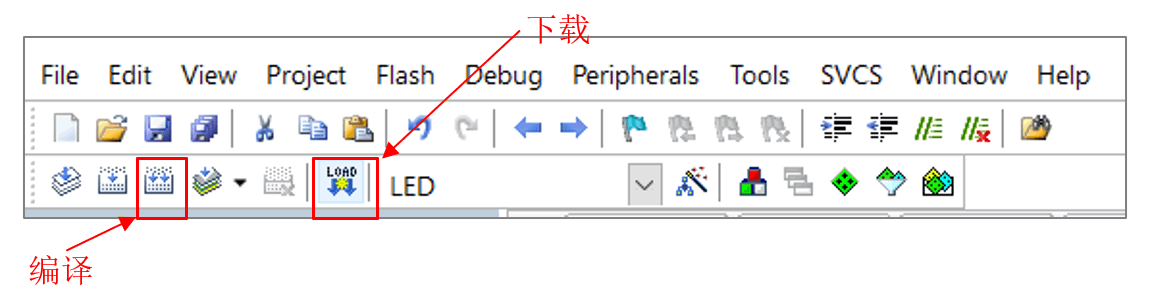 下载
File Edit View Project Flash Debug Peripherals Tools SVCS Window Help
LOAD
LED
编译